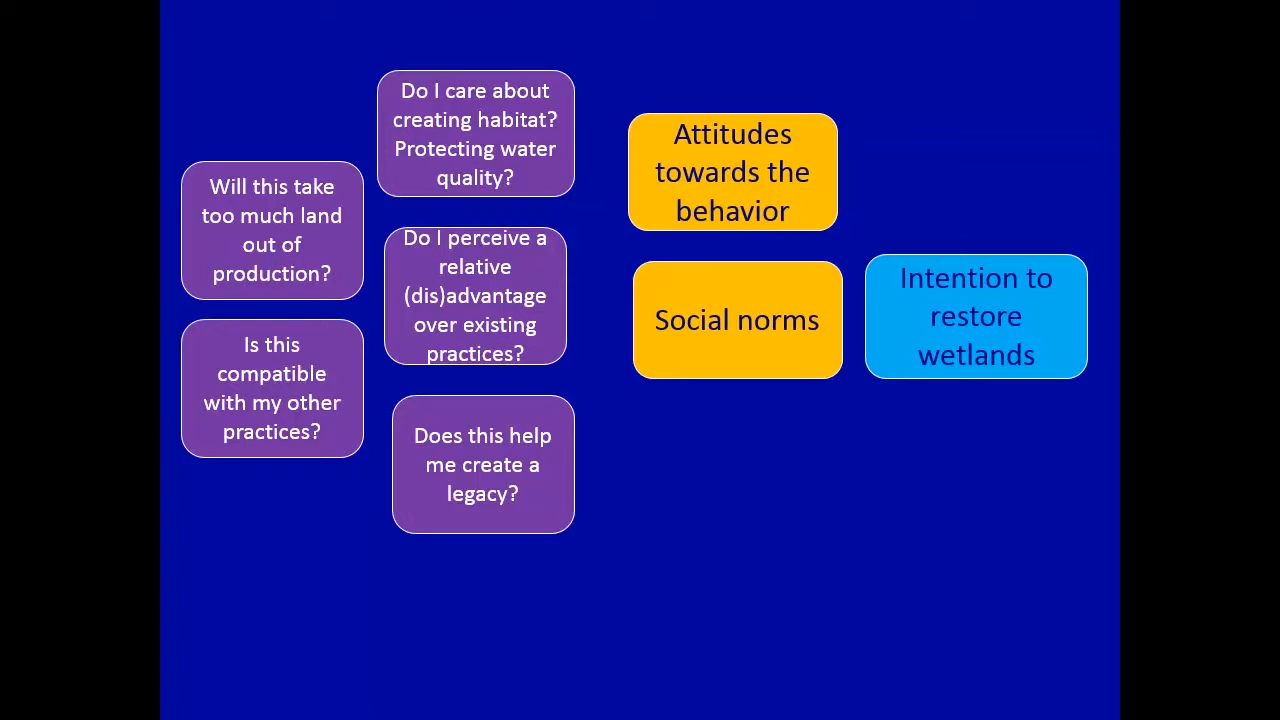 Do I care about
creating habitat?
Protecting water
quality?
Will this take
too much land
out of
production?
Do I perceive a
relative
(dis)advantage
over existing
practices?
Is this
compatible
with my other
practices?
Does this help
me create a
legacy?
Attitudes
towards the
behavior
Social norms
Intention to
restore
wetlands